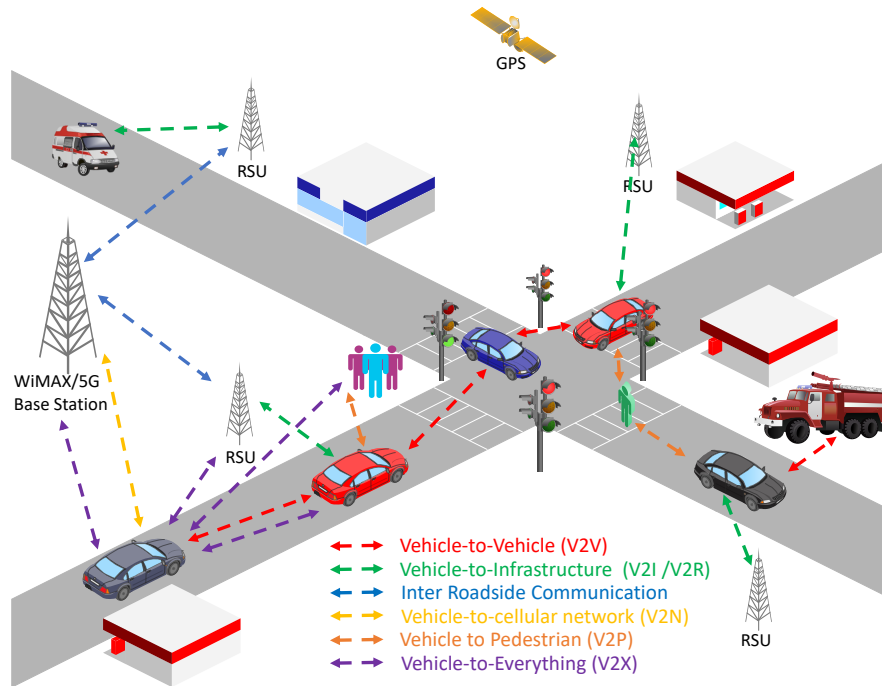 GPS
RSU
RSU
WiMAX/5G
Base Station
RSU
Vehicle-to-Vehicle (V2V)
Vehicle-to-Infrastructure (V2I /V2R)
Inter Roadside Communication
Vehicle-to-cellular network (V2N)
Vehicle to Pedestrian (V2P)
Vehicle-to-Everything (V2X)
RSU